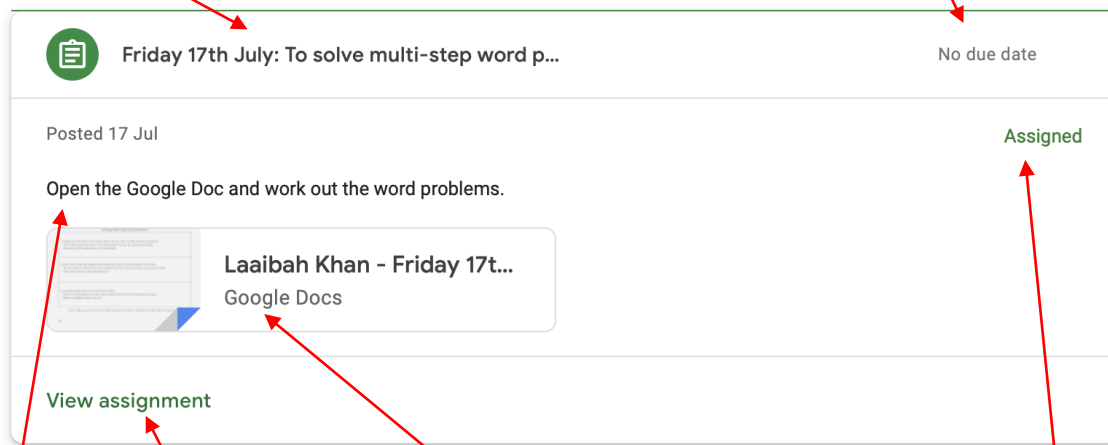 Friday 17th July: To solve multi-step word p...
No due date
Posted 17 Jul
Assigned
Open the Google Doc and work out the word problems.
Laaibah Khan - Friday 17t...
Google Docs
View assignment